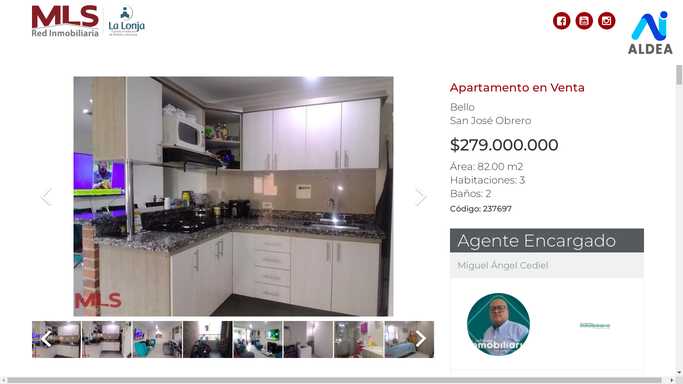 MLS
Red Inmobiliaria
La Lonja
ALDEA
Apartamento en Venta
Bello
San José Obrero
$279.000.000
Área: 82.00 m2
Habitaciones: 3
Baños: 2
Código: 237697
MLS
Agente Encargado
Miguel Ángel Cediel